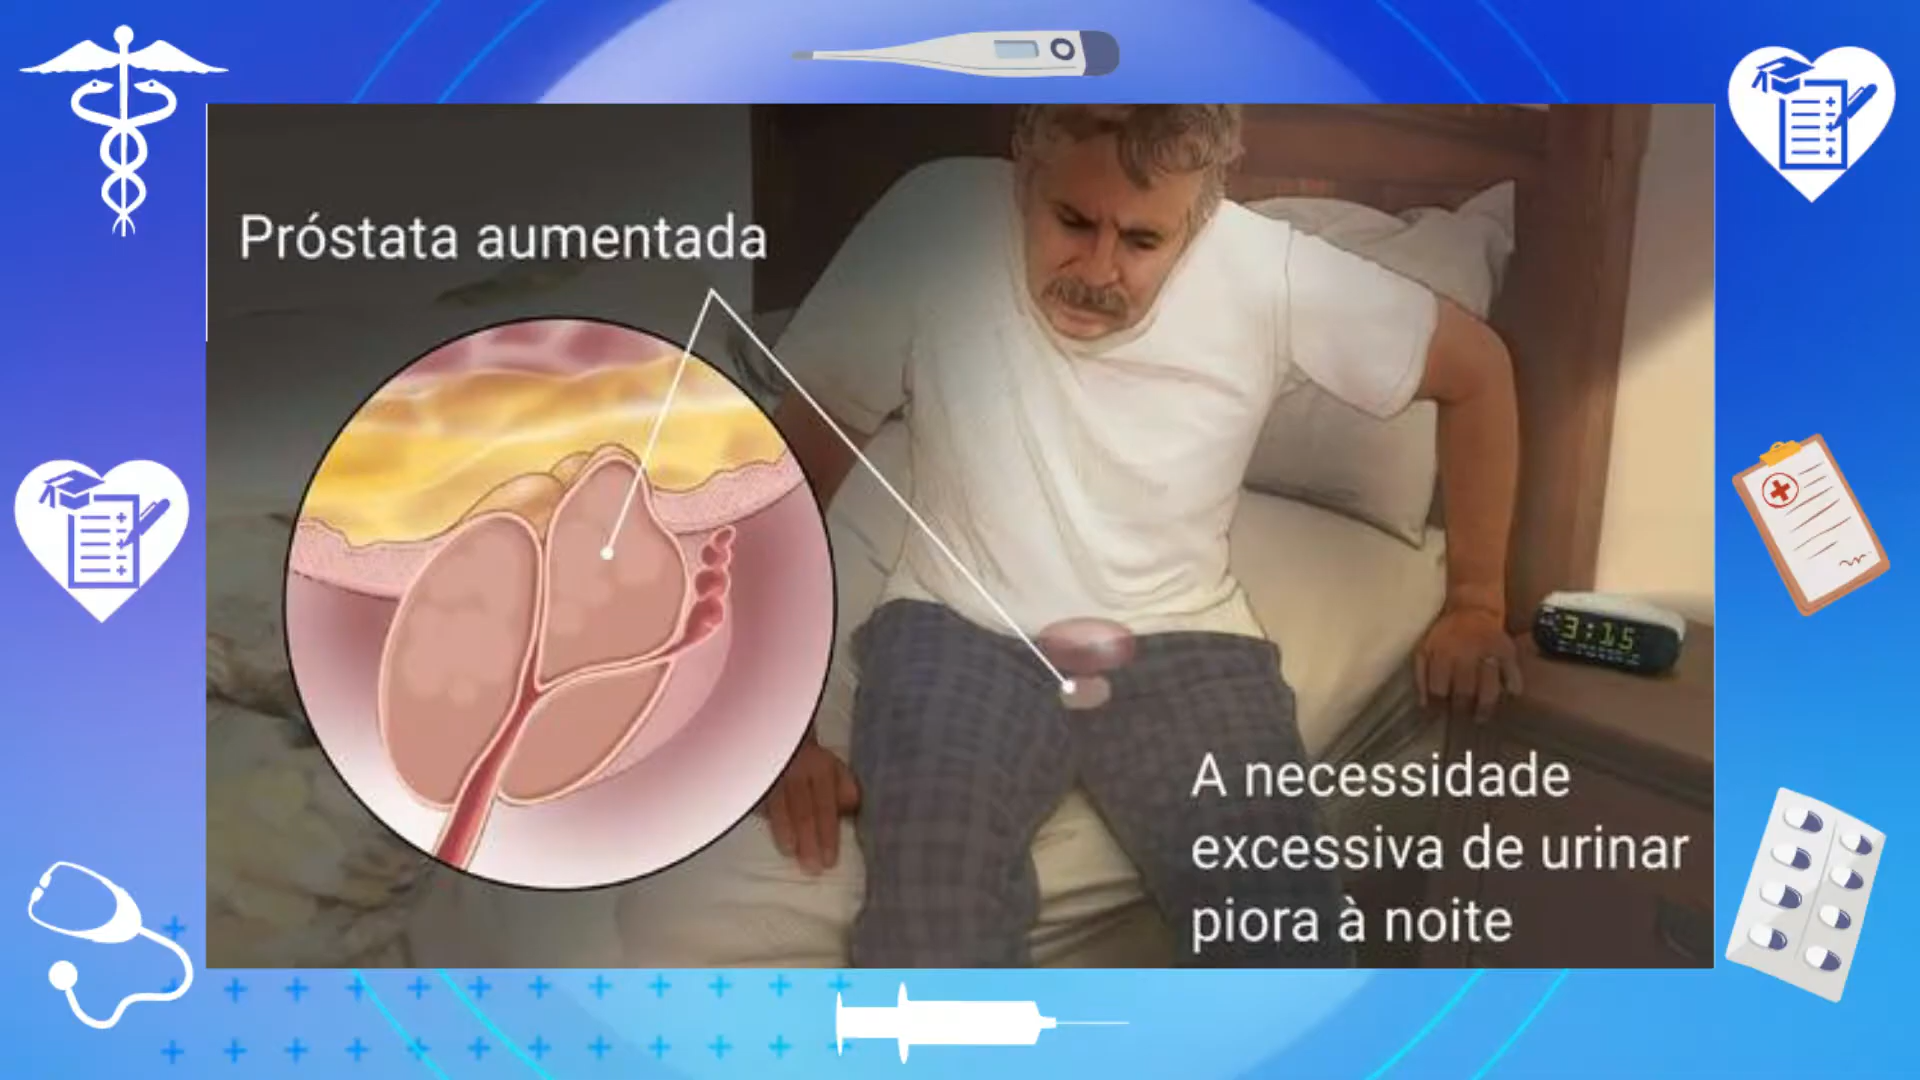 Próstata aumentada
3:15
A necessidade
excessiva de urinar
piora à noite